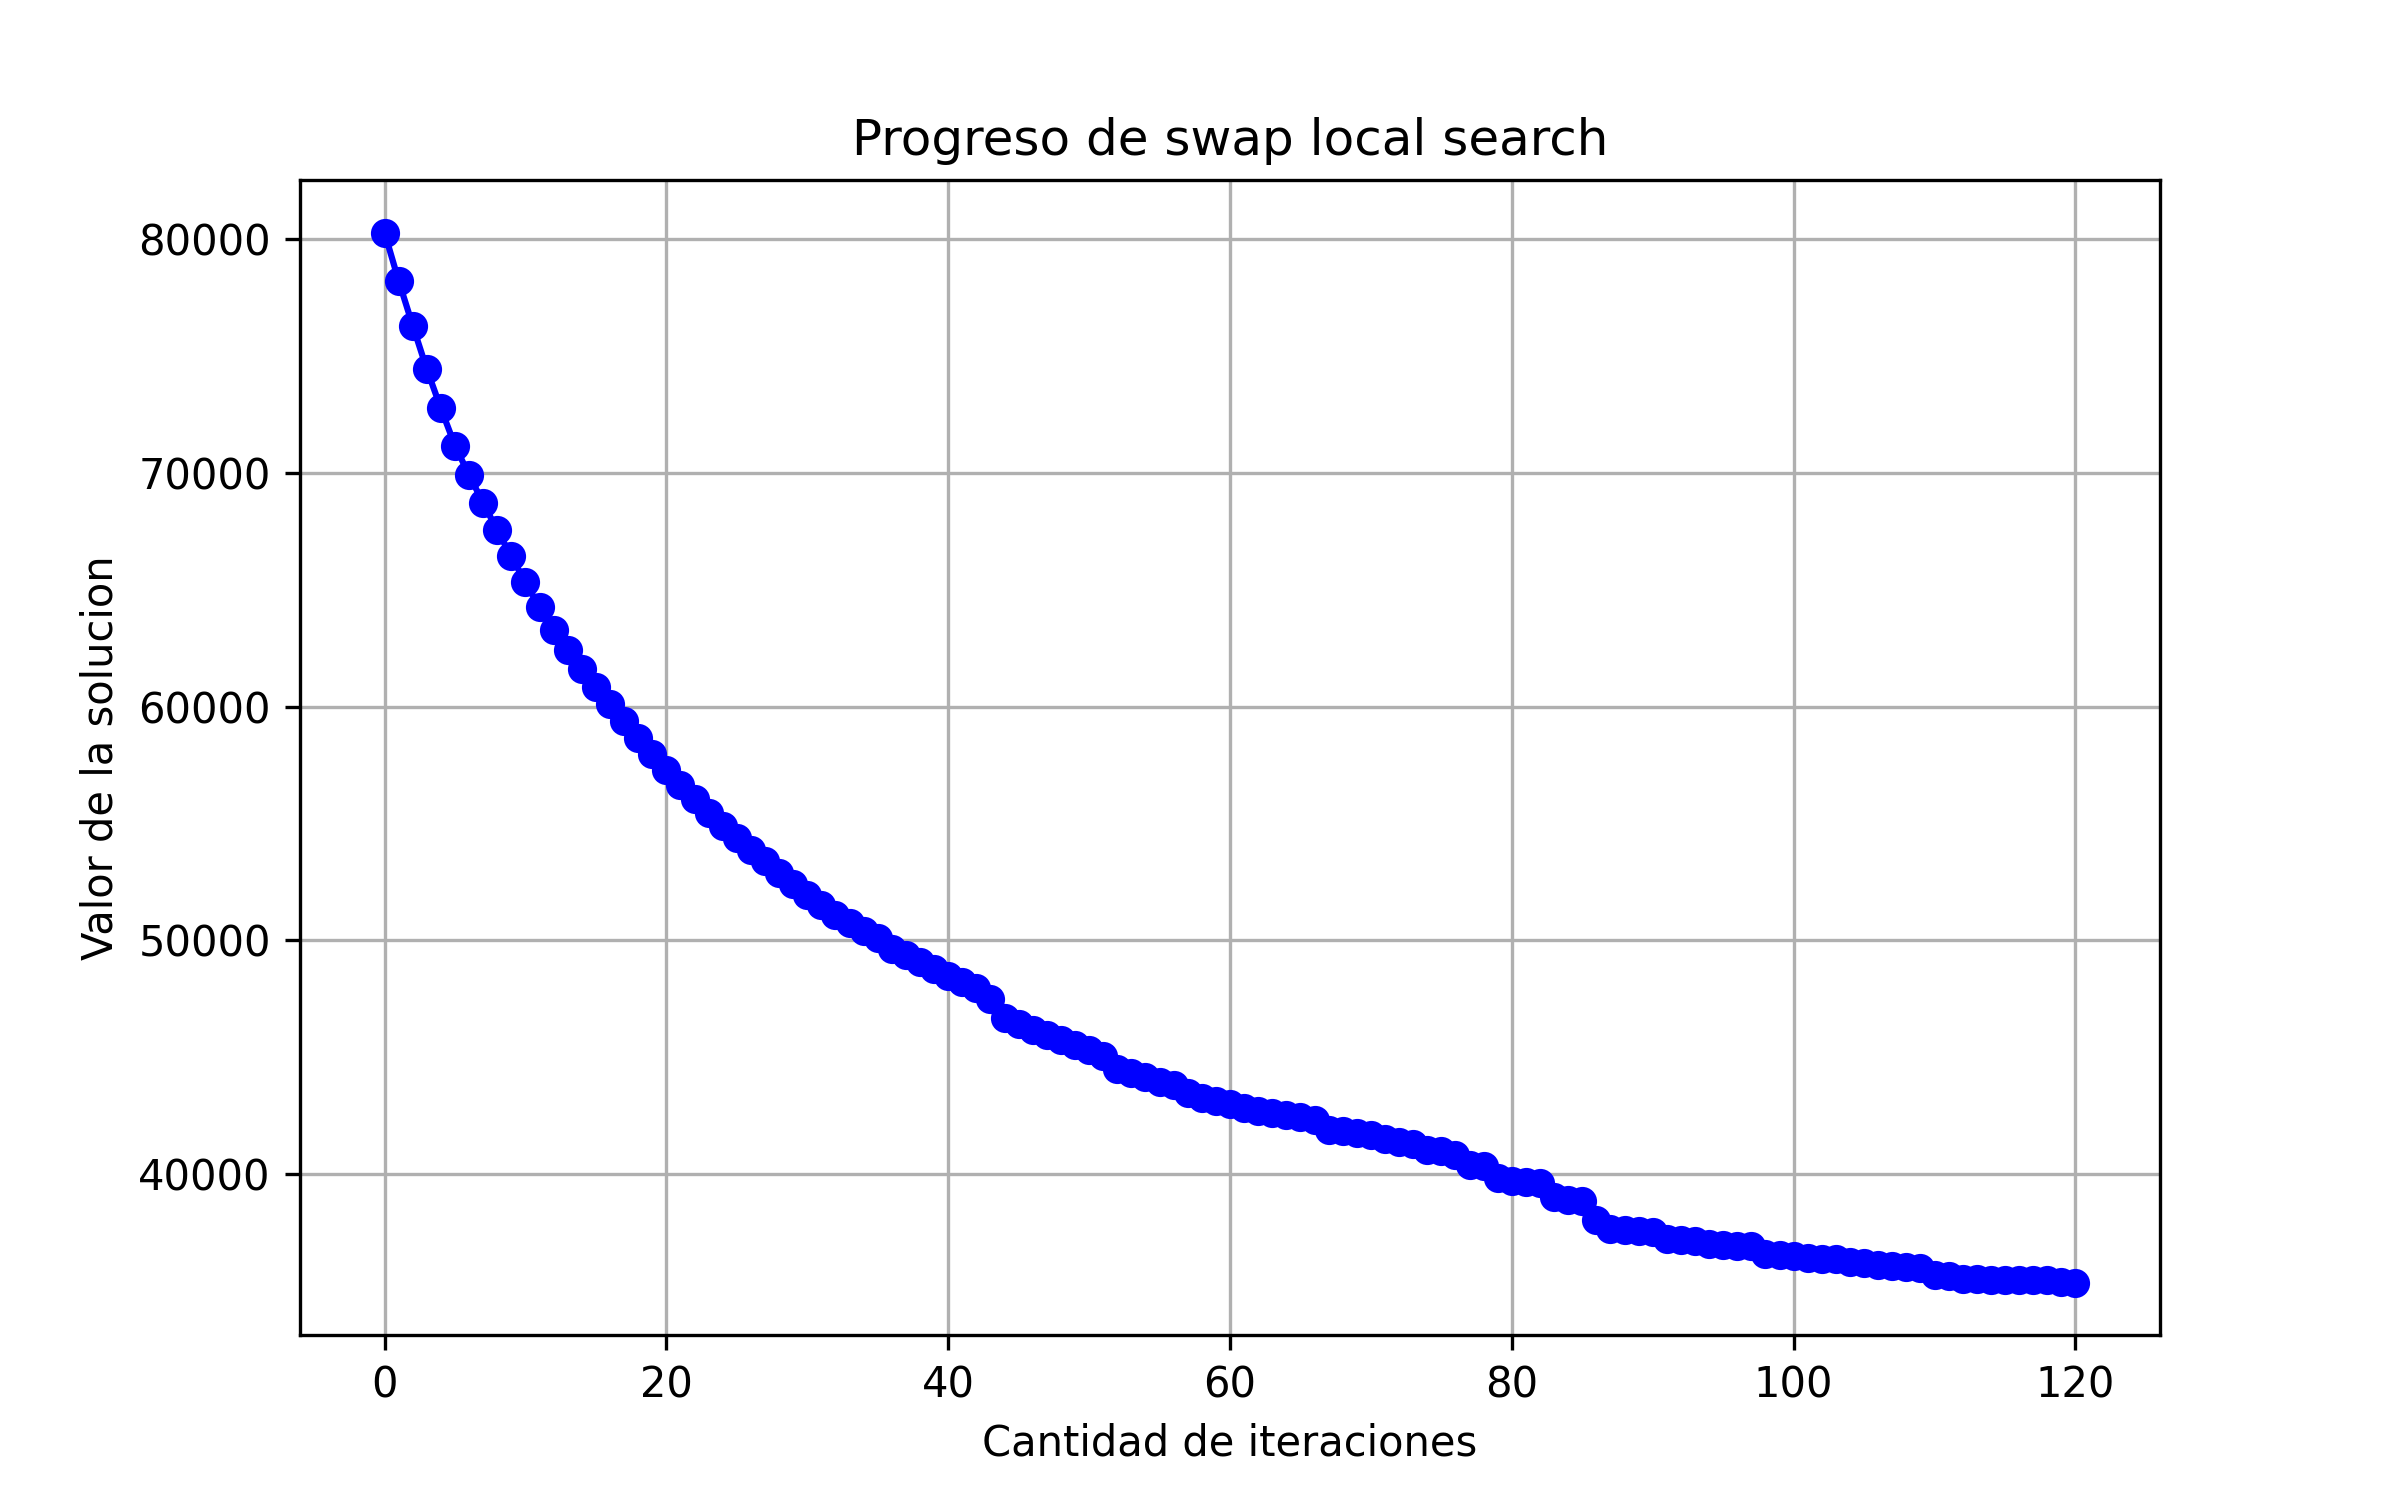 Progreso de swap local search
Valor de la solucion
80000
70000
60000
50000
40000
0 20 40 60 80 100 120
Cantidad de iteraciones